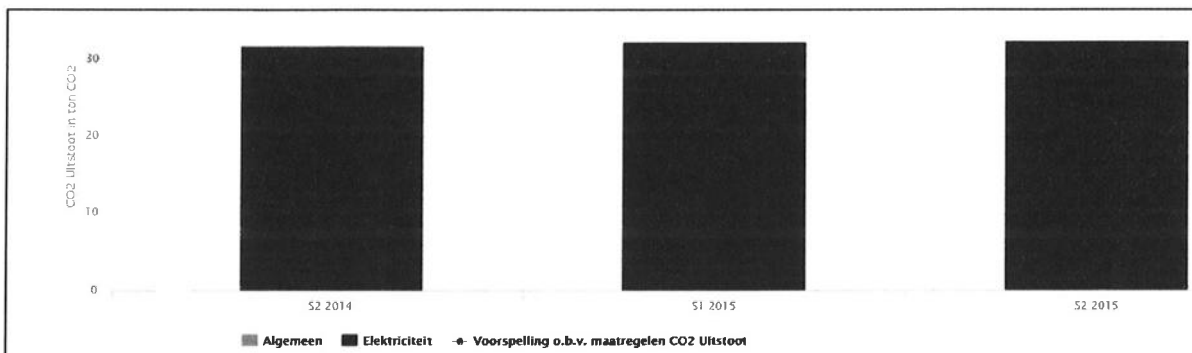 CO2 Uitstoot in ton CO2
30
20
10
0
S2 2014
S1 2015
S2 2015
Algemeen
Elektriciteit
Voorspelling o.b.v. maatregelen CO2 Uitstoot